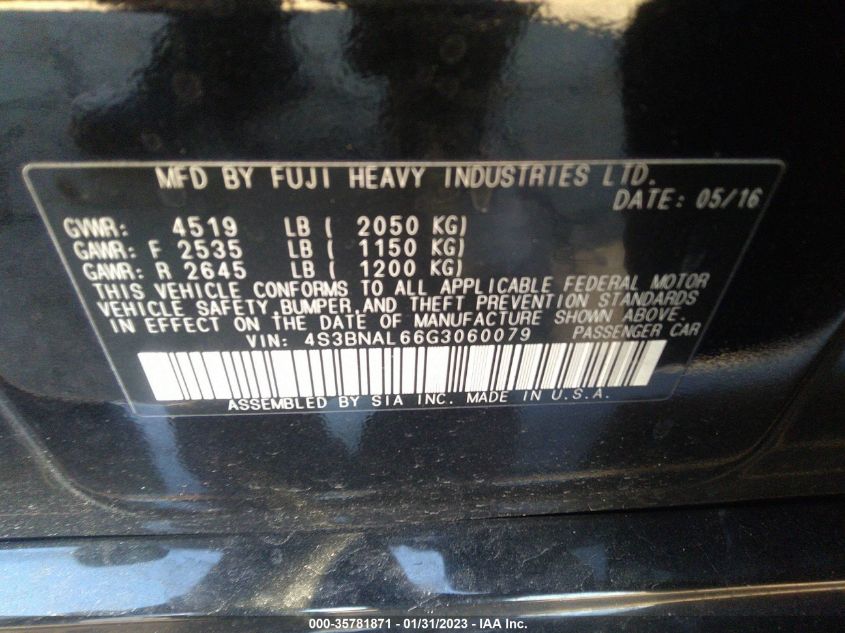 MFD BY FUJI HEAVY INDUSTRIES LTD.
DATE: 05/16
GVWR: 4519 LB ( 2050 KG)
GAWR: F 2535 LB ( 1150 KG)
GAWR: R 2645 LB ( 1200 KG)
THIS VEHICLE CONFORMS TO ALL APPLICABLE FEDERAL MOTOR
VEHICLE SAFETY,BUMPER,AND THEFT PREVENTION STANDARDS
IN EFFECT ON THE DATE OF MANUFACTURE SHOWN ABOVE.
VIN: 4S3BNAL66G3060079 PASSENGER CAR
ASSEMBLED BY SIA INC. MADE IN U.S.A.
000-35781871 - 01/31/2023 - IAA Inc.